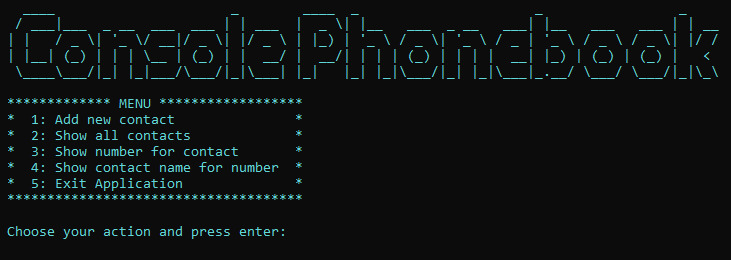 Console Phonebook
************* MENU ******************
*  1: Add new contact               *
*  2: Show all contacts             *
*  3: Show number for contact       *
*  4: Show contact name for number  *
*  5: Exit Application              *
*************************************
Choose your action and press enter: